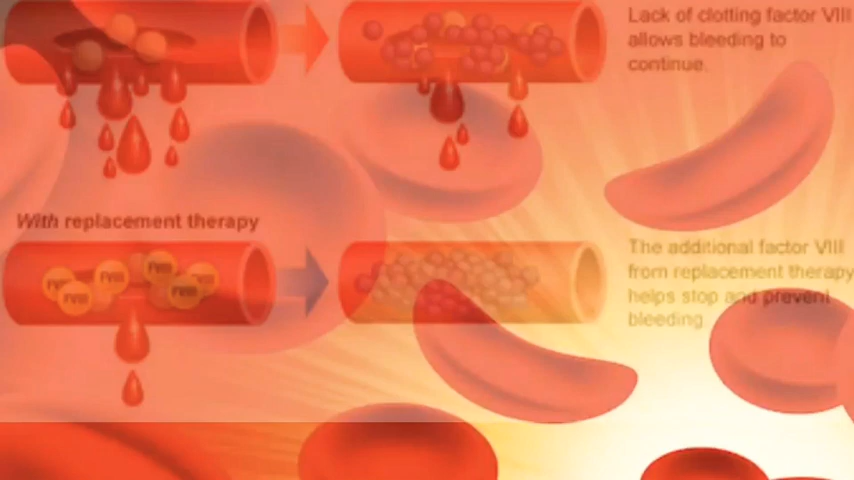 Lack of clotting factor VIII
allows bleeding to
continue.
With replacement therapy
The additional factor VIII
from replacement therapy
helps stop and prevent
bleeding
FVIII
FVIII
FVIII
FVIII